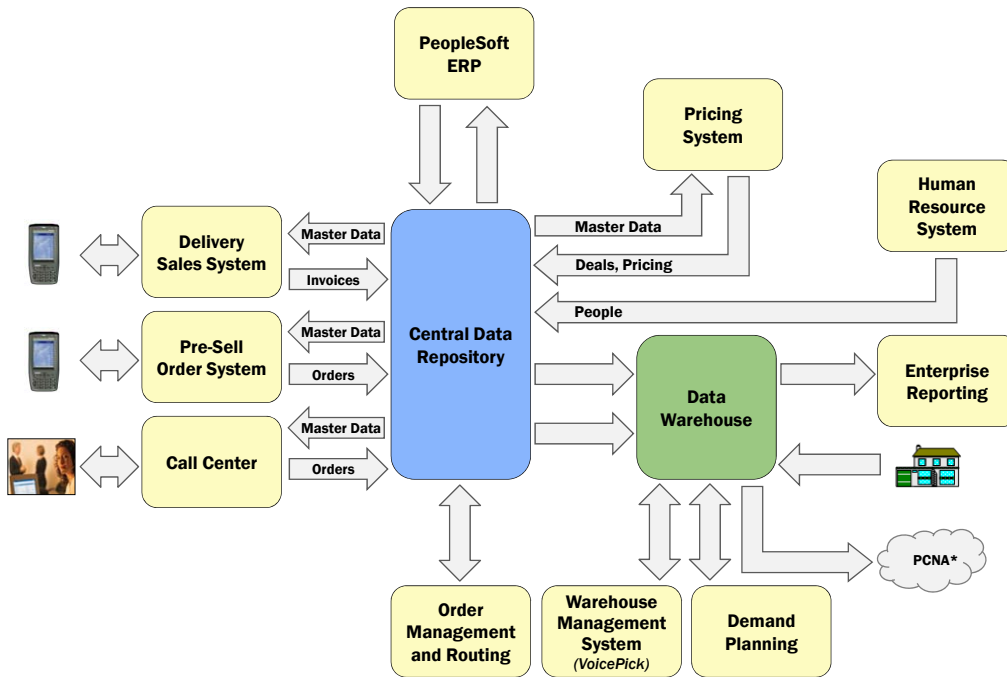 PeopleSoft
ERP
Pricing
System
Human
Resource
System
Delivery
Sales System
Master Data
Invoices
Master Data
Deals, Pricing
People
Pre-Sell
Order System
Master Data
Orders
Central Data
Repository
Data
Warehouse
Enterprise
Reporting
Call Center
Master Data
Orders
PCNA*
Order
Management
and Routing
Warehouse
Management
System
(VoicePick)
Demand
Planning